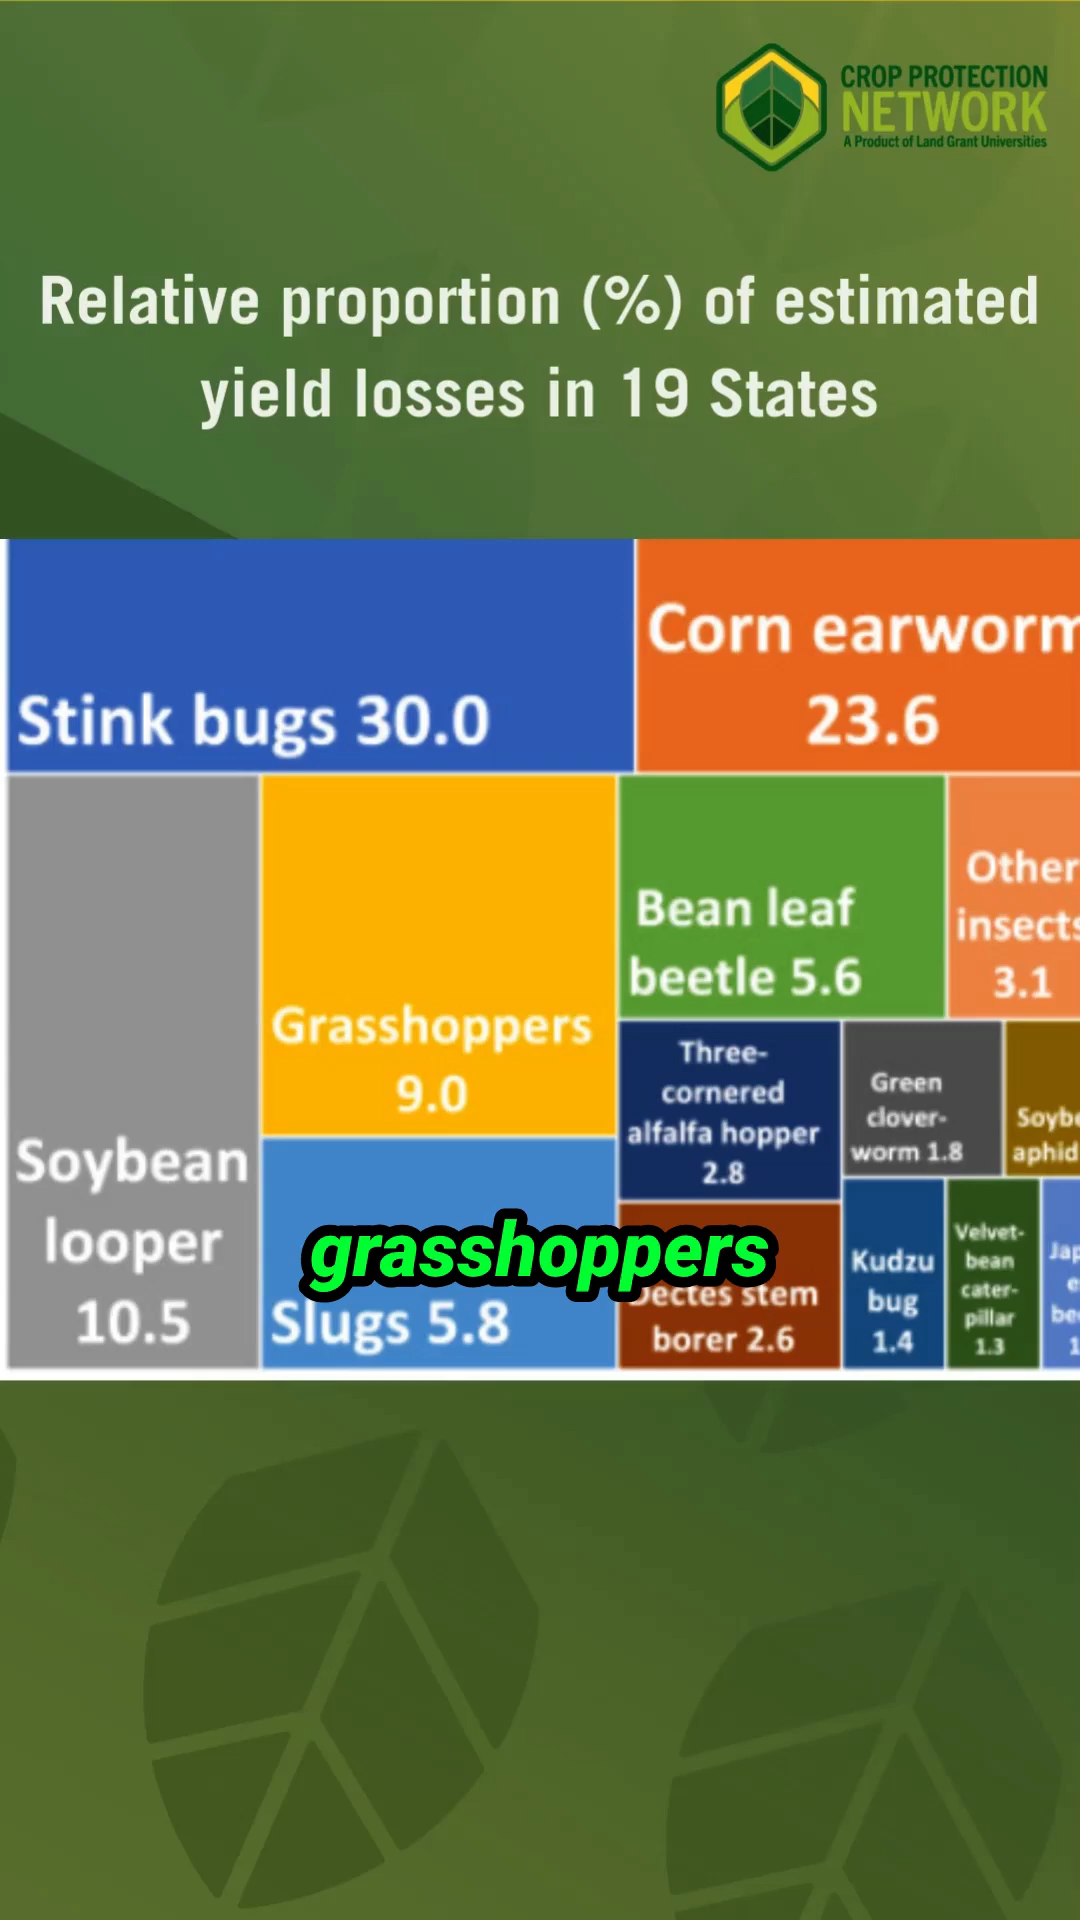 CROP PROTECTION
NETWORK
A Product of Land Grant Universities
Relative proportion (%) of estimated
yield losses in 19 States
Stink bugs 30.0
Corn earworm
23.6
Soybean
looper
10.5
Grasshoppers
9.0
Slugs 5.8
Bean leaf
beetle 5.6
Other
insects
3.1
Three-
cornered
alfalfa hopper
2.8
Green
clover-
worm 1.8
aphid
stem
borer 2.6
Kudzu
bug
1.4
Velvet-
bean
cater-
pillar
1.3
grasshoppers